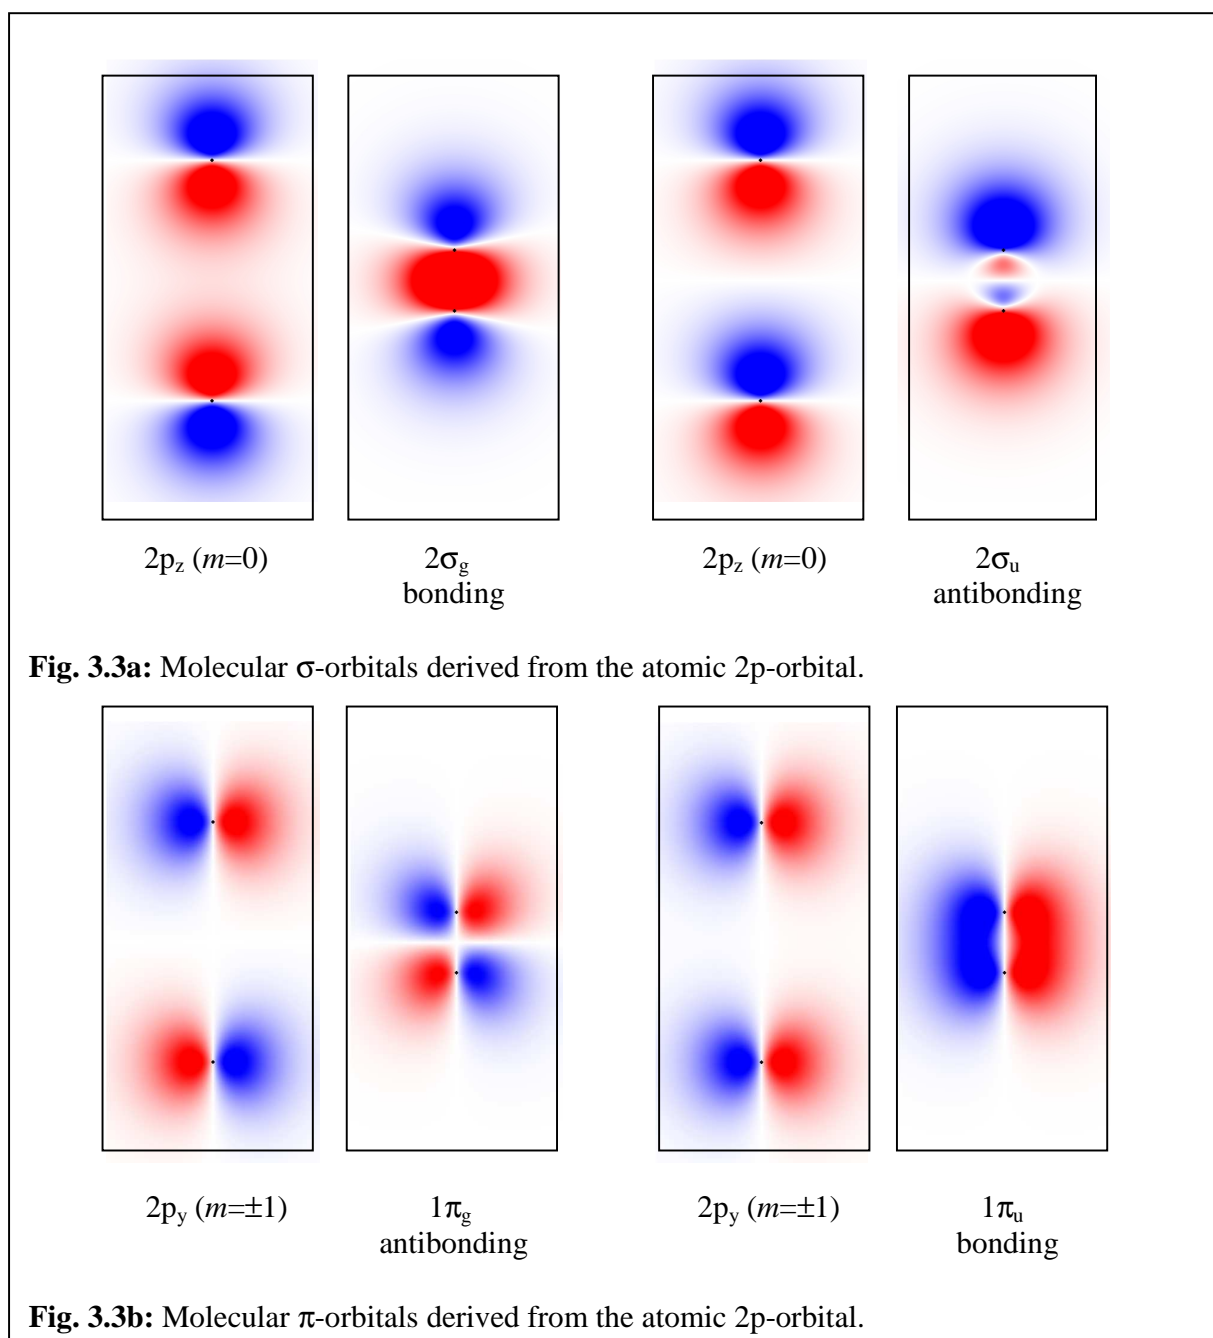 2p_z (m=0) 2σ_g 2p_z (m=0) 2σ_u
bonding antibonding
Fig. 3.3a: Molecular σ-orbitals derived from the atomic 2p-orbital.
2p_y (m=±1) 1π_g 2p_y (m=±1) 1π_u
antibonding bonding
Fig. 3.3b: Molecular π-orbitals derived from the atomic 2p-orbital.